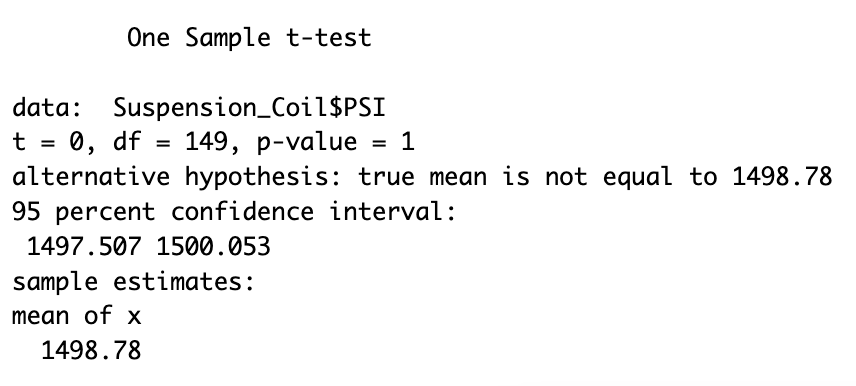 One Sample t-test
data: Suspension_Coil$PSI
t = 0, df = 149, p-value = 1
alternative hypothesis: true mean is not equal to 1498.78
95 percent confidence interval:
1497.507 1500.053
sample estimates:
mean of x
1498.78